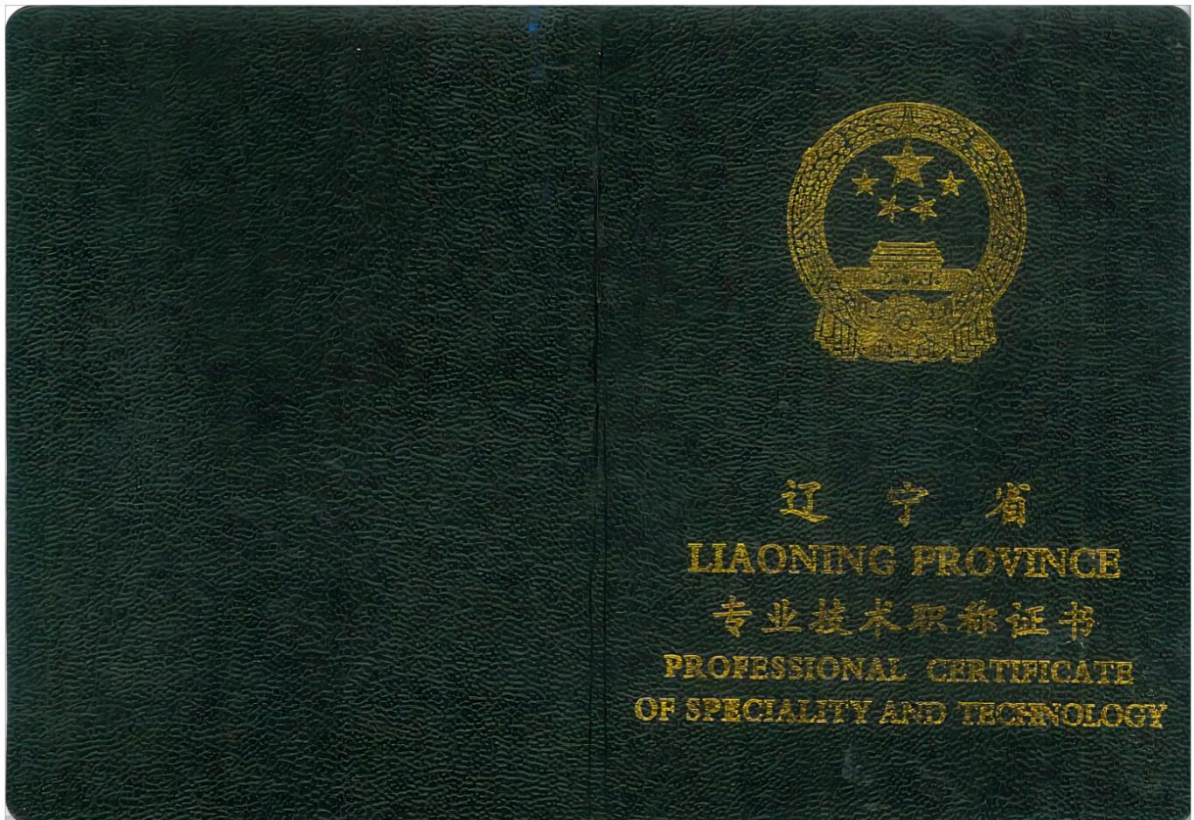 辽宁省
LIAONING PROVINCE
专业技术职称证书
PROFESSIONAL CERTIFICATE
OF SPECIALITY AND TECHNOLOGY